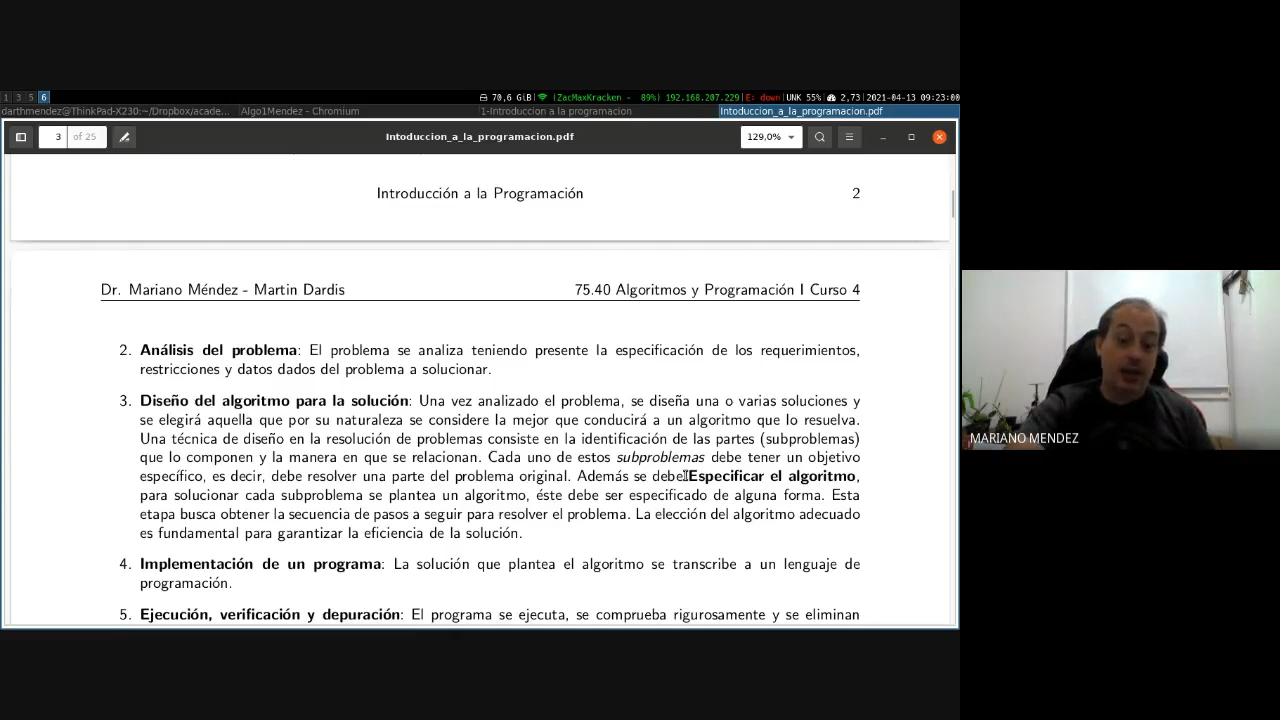 1 3 5 6
70,6 GiB (ZacMaxKracken - 89%) 192.168.207.229 E: down UNK 55% 2,73 2021-04-13 09:23:00
darthmendez@ThinkPad-X230:~/Dropbox/acade... Algo1Mendez - Chromium 1-Introduccion a la programacion Intoduccion_a_la_programacion.pdf
3 of 25 Intoduccion_a_la_programacion.pdf 129,0%
Introducción a la Programación 2
Dr. Mariano Méndez - Martin Dardis 75.40 Algoritmos y Programación I Curso 4
2. Análisis del problema: El problema se analiza teniendo presente la especificación de los requerimientos,
restricciones y datos dados del problema a solucionar.
3. Diseño del algoritmo para la solución: Una vez analizado el problema, se diseña una o varias soluciones y
se elegirá aquella que por su naturaleza se considere la mejor que conducirá a un algoritmo que lo resuelva.
Una técnica de diseño en la resolución de problemas consiste en la identificación de las partes (subproblemas)
que lo componen y la manera en que se relacionan. Cada uno de estos subproblemas debe tener un objetivo
específico, es decir, debe resolver una parte del problema original. Además se debe Especificar el algoritmo,
para solucionar cada subproblema se plantea un algoritmo, éste debe ser especificado de alguna forma. Esta
etapa busca obtener la secuencia de pasos a seguir para resolver el problema. La elección del algoritmo adecuado
es fundamental para garantizar la eficiencia de la solución.
4. Implementación de un programa: La solución que plantea el algoritmo se transcribe a un lenguaje de
programación.
5. Ejecución, verificación y depuración: El programa se ejecuta, se comprueba rigurosamente y se eliminan
MARIANO MENDEZ